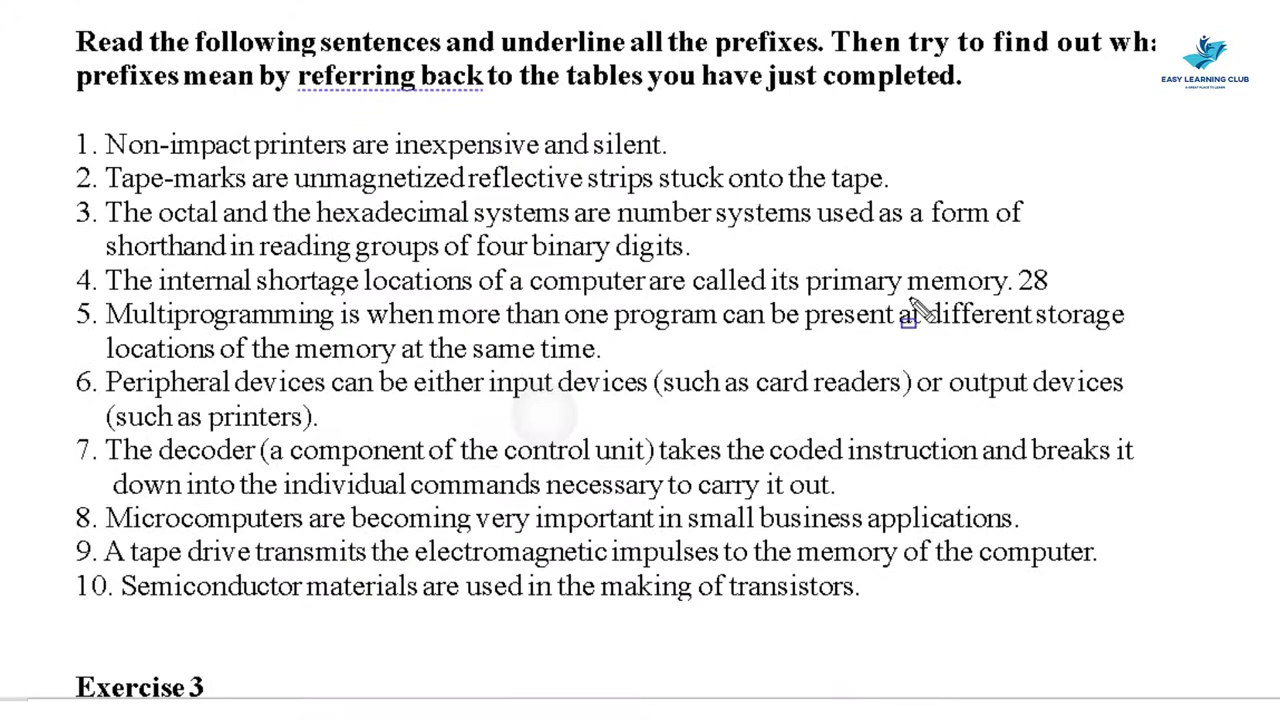 Read the following sentences and underline all the prefixes. Then try to find out
prefixes mean by referring back to the tables you have just completed.
EASY LEARNING CLUB
A GREAT PLACE TO LEARN
1. Non-impact printers are inexpensive and silent.
2. Tape-marks are unmagnetized reflective strips stuck onto the tape.
3. The octal and the hexadecimal systems are number systems used as a form of
shorthand in reading groups of four binary digits.
4. The internal shortage locations of a computer are called its primary memory. 28
5. Multiprogramming is when more than one program can be present different storage
locations of the memory at the same time.
6. Peripheral devices can be either input devices (such as card readers) or output devices
(such as printers).
7. The decoder (a component of the control unit) takes the coded instruction and breaks it
down into the individual commands necessary to carry it out.
8. Microcomputers are becoming very important in small business applications.
9. A tape drive transmits the electromagnetic impulses to the memory of the computer.
10. Semiconductor materials are used in the making of transistors.
Exercise 3